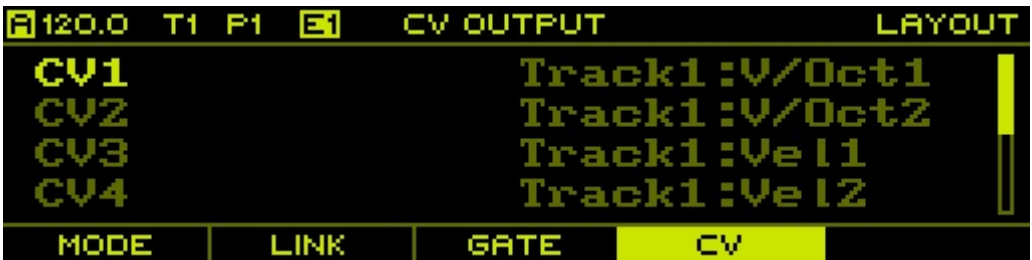 A 120.0 T1 P1 E1 CV OUTPUT LAYOUT
CV1 Track1:V/Oct1
CV2 Track1:V/Oct2
CV3 Track1:Vel1
CV4 Track1:Vel2
MODE LINK GATE CV